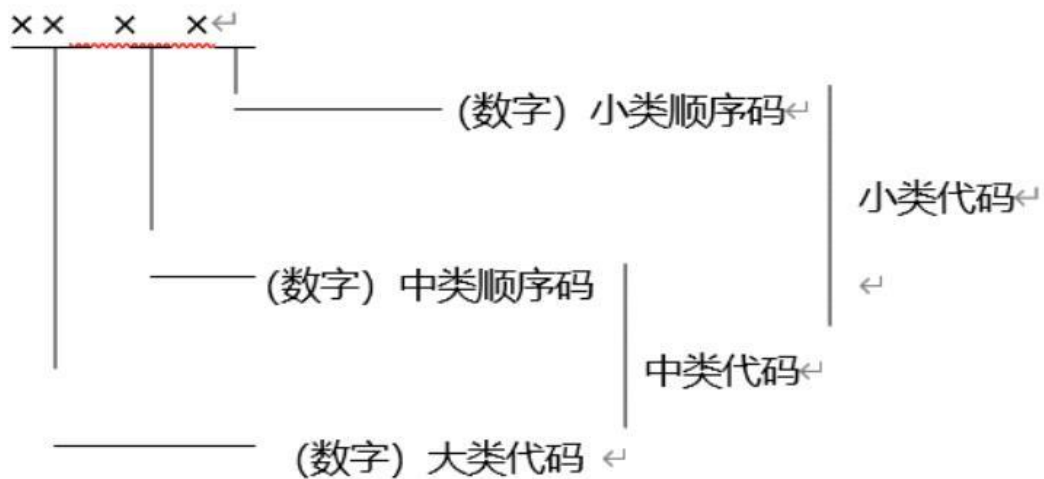 ×× × ×
(数字) 小类顺序码
小类代码
(数字) 中类顺序码
中类代码
(数字) 大类代码